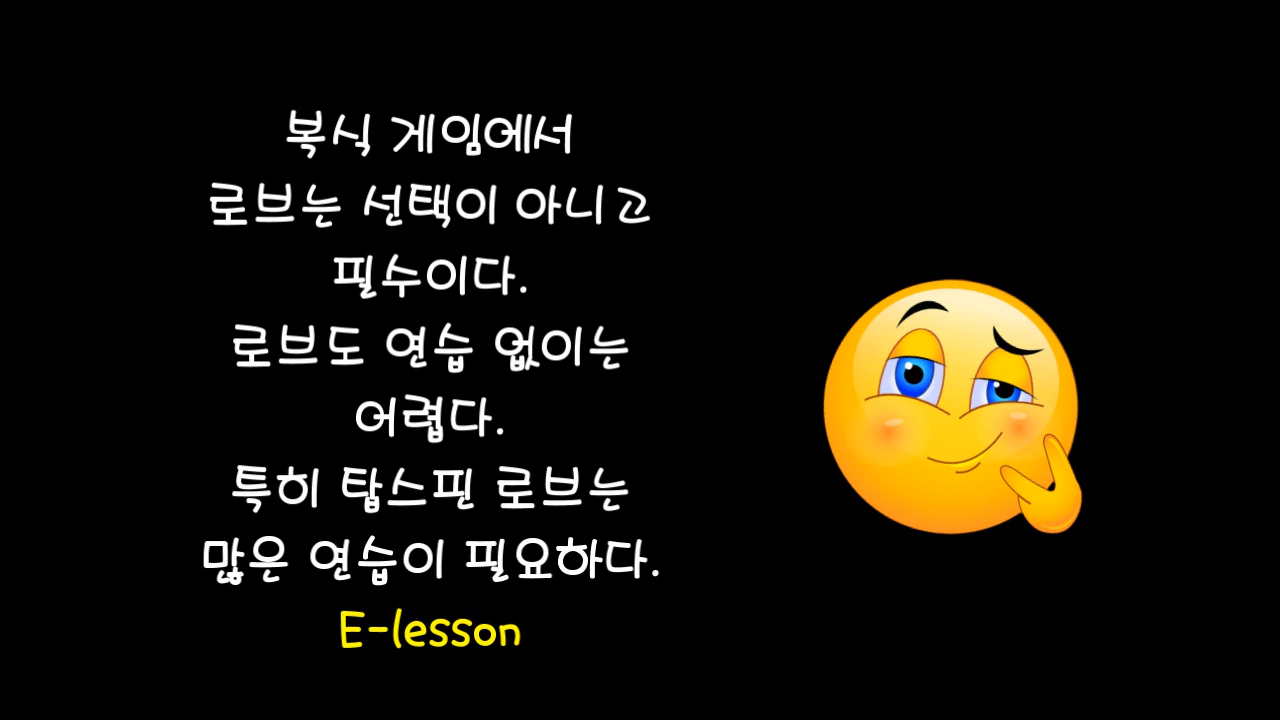 복식 게임에서
로브는 선택이 아니고
필수이다.
로브도 연습 없이는
어렵다.
특히 탑스핀 로브는
많은 연습이 필요하다.
E-lesson